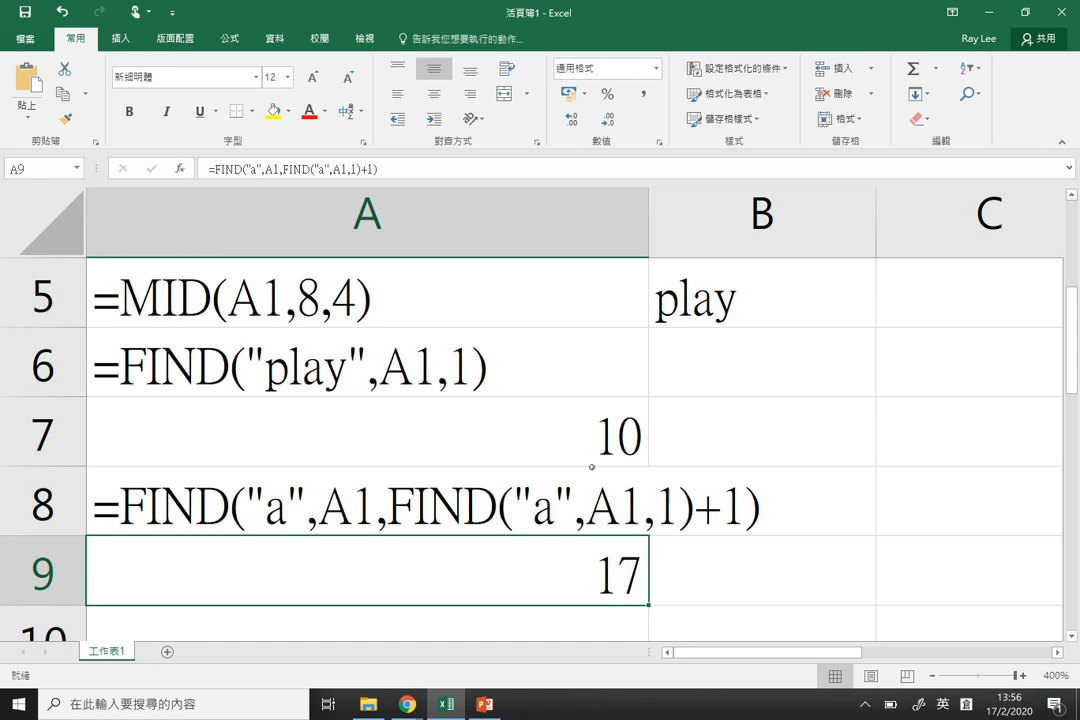 活頁簿1 - Excel
檔案 常用 插入 版面配置 公式 資料 校閱 檢視 告訴我您想要執行的動作... Ray Lee 共用
貼上 新細明體 12 通用格式 設定格式化的條件 插入
B I U A 中 % , 格式化為表格 刪除
儲存格樣式 格式
剪貼簿 字型 對齊方式 數值 樣式 儲存格 編輯
A9 fx =FIND("a",A1,FIND("a",A1,1)+1)
A B C
5 =MID(A1,8,4) play
6 =FIND("play",A1,1)
7 10
8 =FIND("a",A1,FIND("a",A1,1)+1)
9 17
10
工作表1
就緒 400%
在此輸入要搜尋的內容 英 13:56
17/2/2020